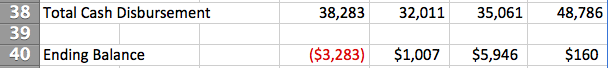 38 Total Cash Disbursement 38,283 32,011 35,061 48,786
39
40 Ending Balance ($3,283) $1,007 $5,946 $160